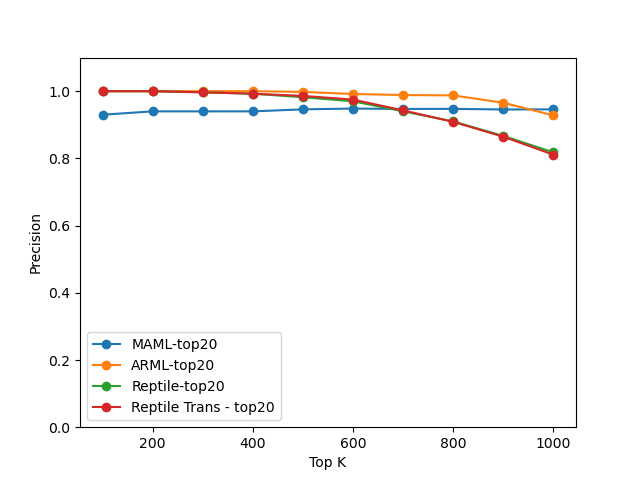 1.0
0.8
0.6
0.4
0.2
0.0
Precision
MAML-top20
ARML-top20
Reptile-top20
Reptile Trans - top20
200 400 600 800 1000
Top K